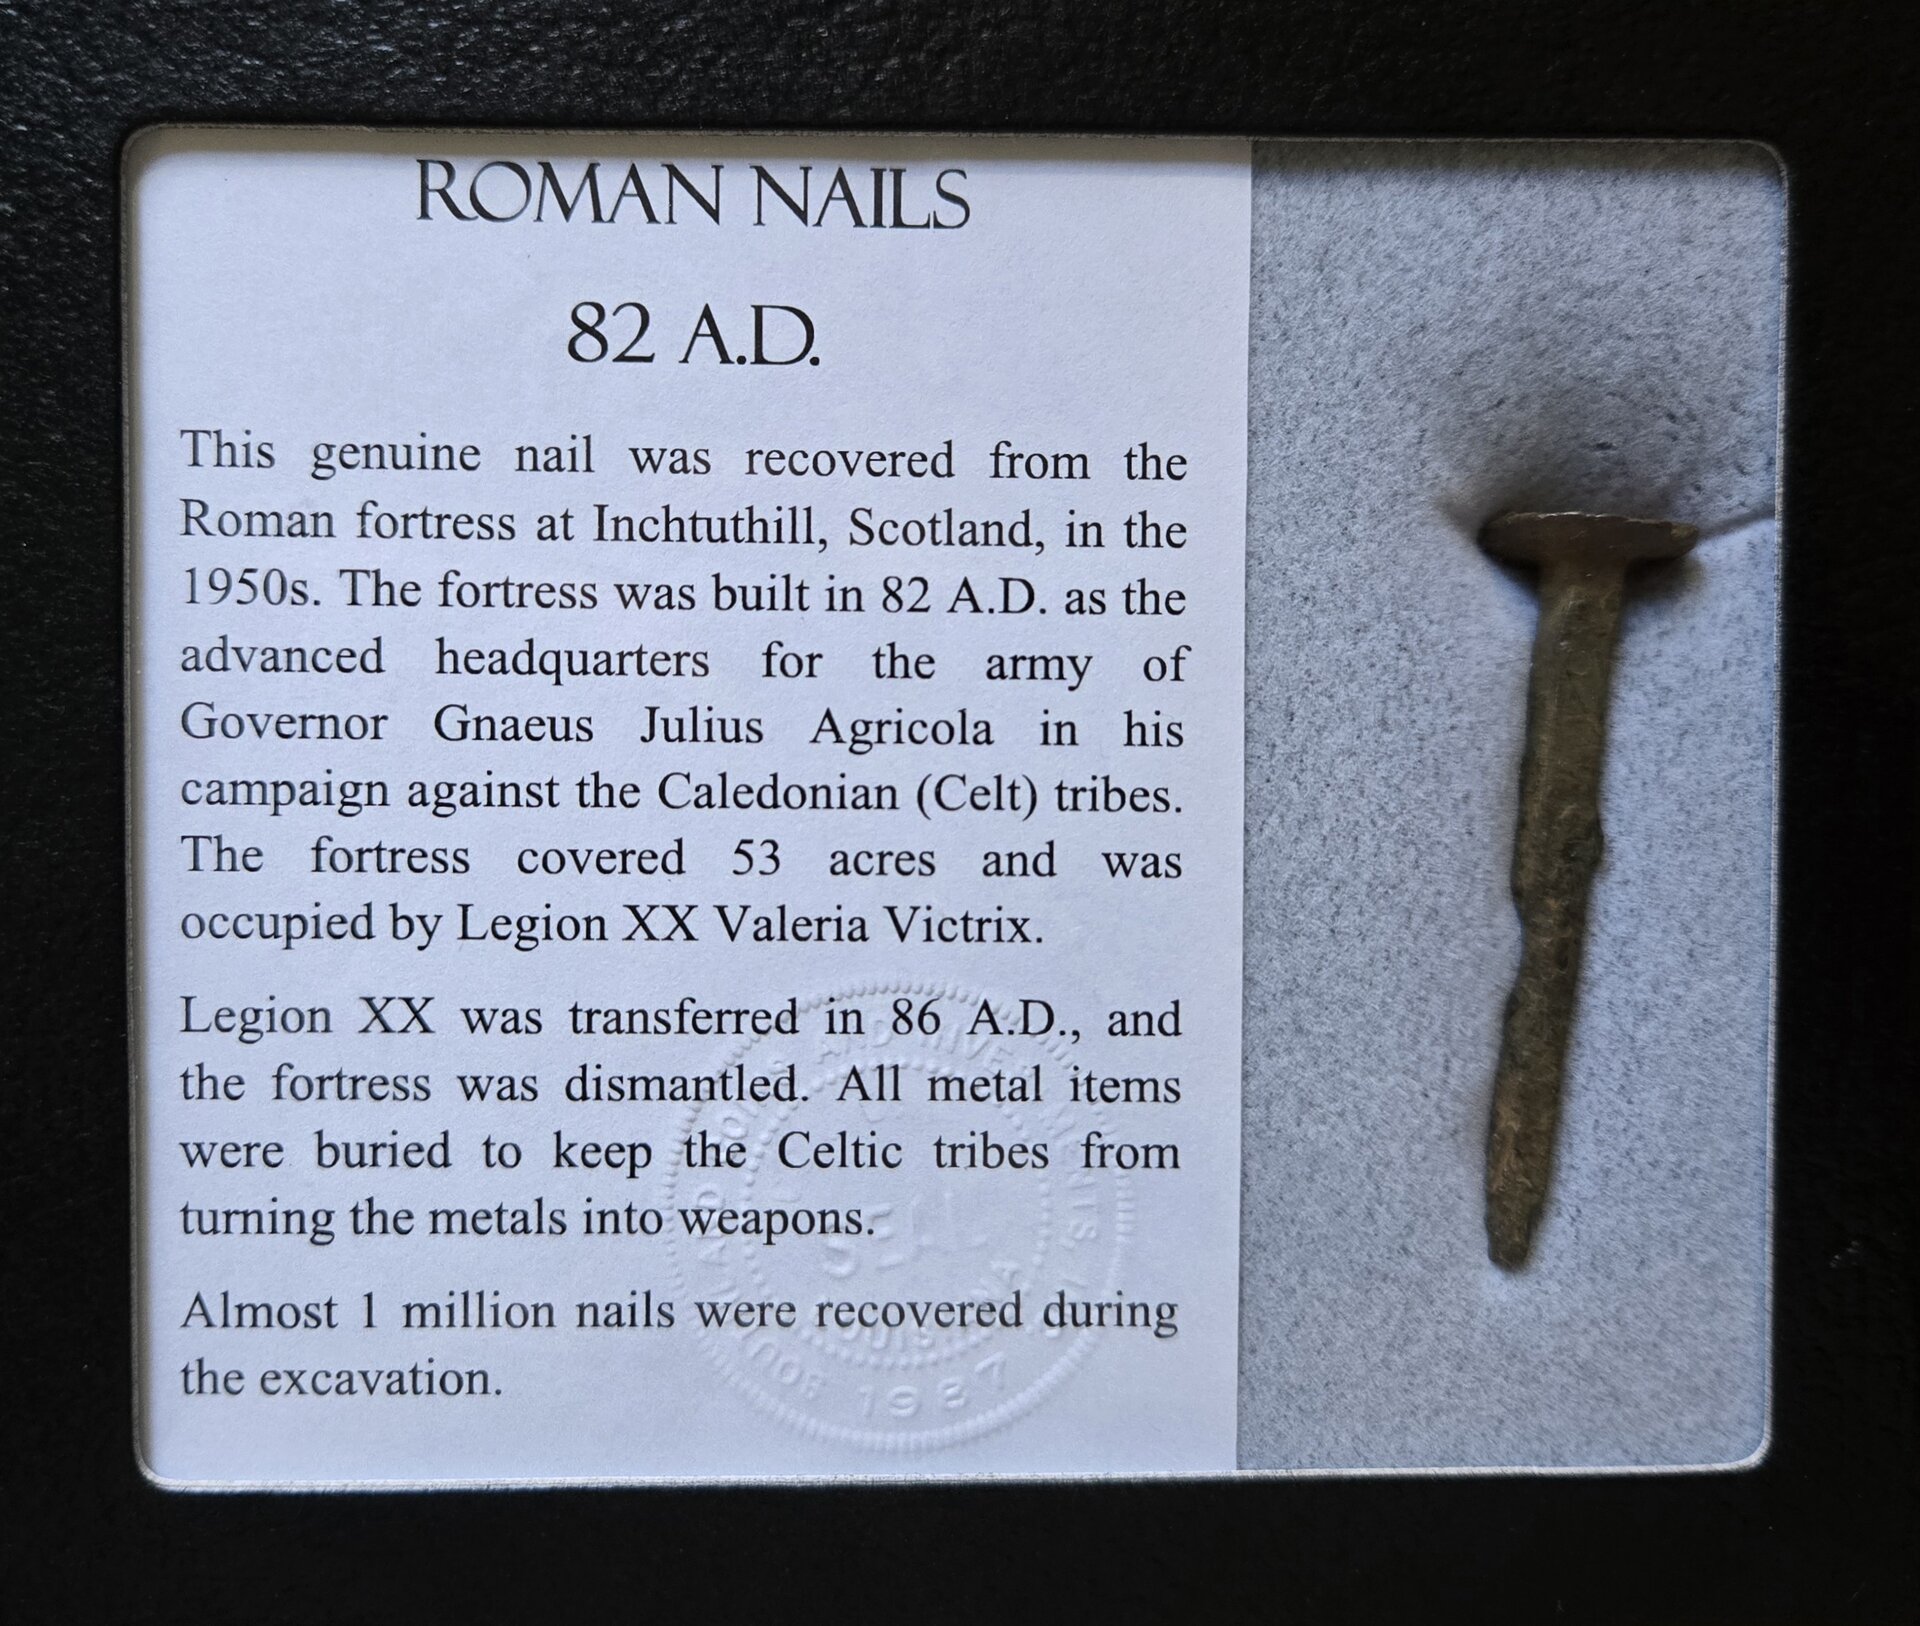 ROMAN NAILS
82 A.D.
This genuine nail was recovered from the
Roman fortress at Inchtuthill, Scotland, in the
1950s. The fortress was built in 82 A.D. as the
advanced headquarters for the army of
Governor Gnaeus Julius Agricola in his
campaign against the Caledonian (Celt) tribes.
The fortress covered 53 acres and was
occupied by Legion XX Valeria Victrix.
Legion XX was transferred in 86 A.D., and
the fortress was dismantled. All metal items
were buried to keep the Celtic tribes from
turning the metals into weapons.
Almost 1 million nails were recovered during
the excavation.
1987